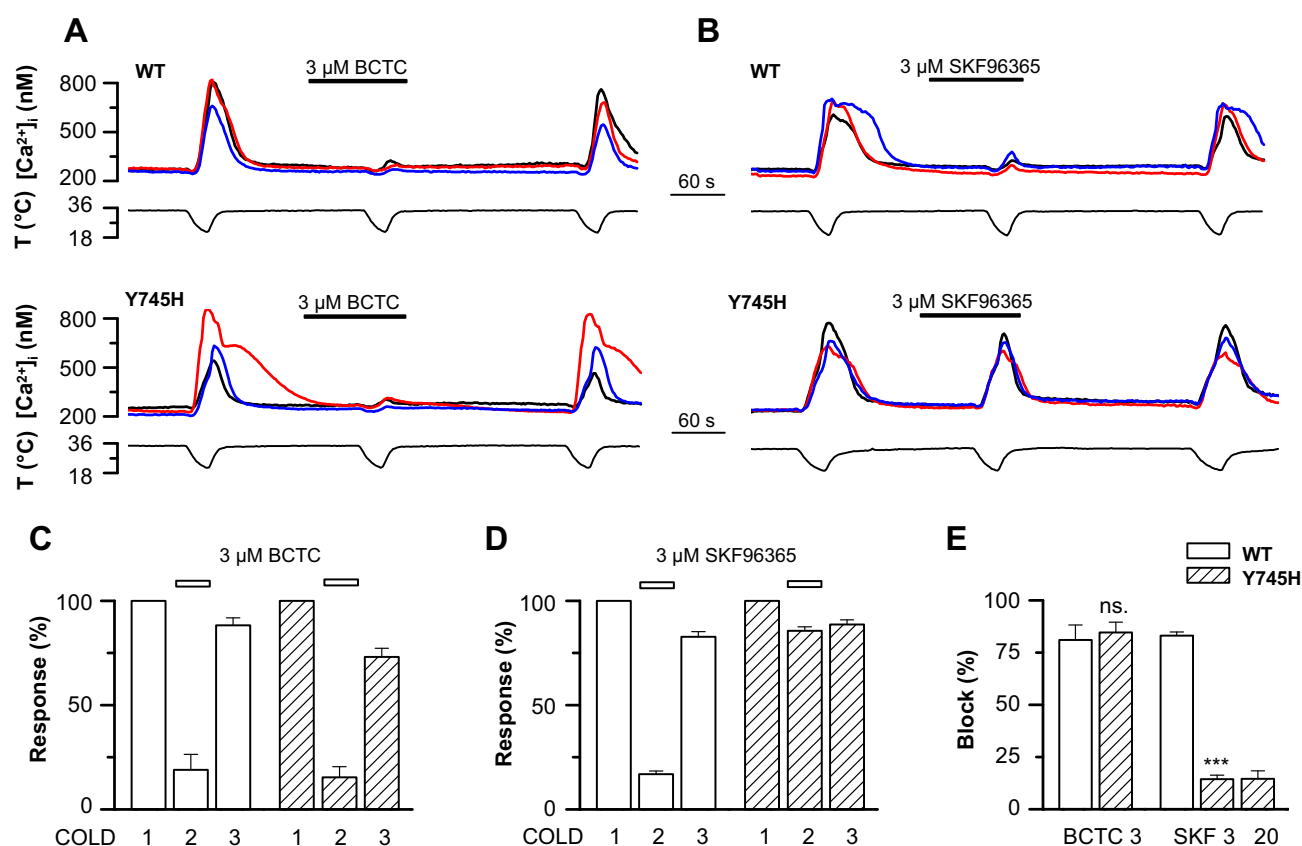 A
WT
3 µM BCTC
[Ca²⁺]ᵢ (nM)
800
500
200
T (°C)
36
18
Y745H
3 µM BCTC
[Ca²⁺]ᵢ (nM)
800
500
200
T (°C)
36
18
B
WT
3 µM SKF96365
60 s
Y745H
3 µM SKF96365
60 s
C
3 µM BCTC
Response (%)
100
50
0
COLD 1 2 3 1 2 3
D
3 µM SKF96365
Response (%)
100
50
0
COLD 1 2 3 1 2 3
E
WT
Y745H
Block (%)
100
75
50
25
0
ns.
***
BCTC 3 SKF 3 20